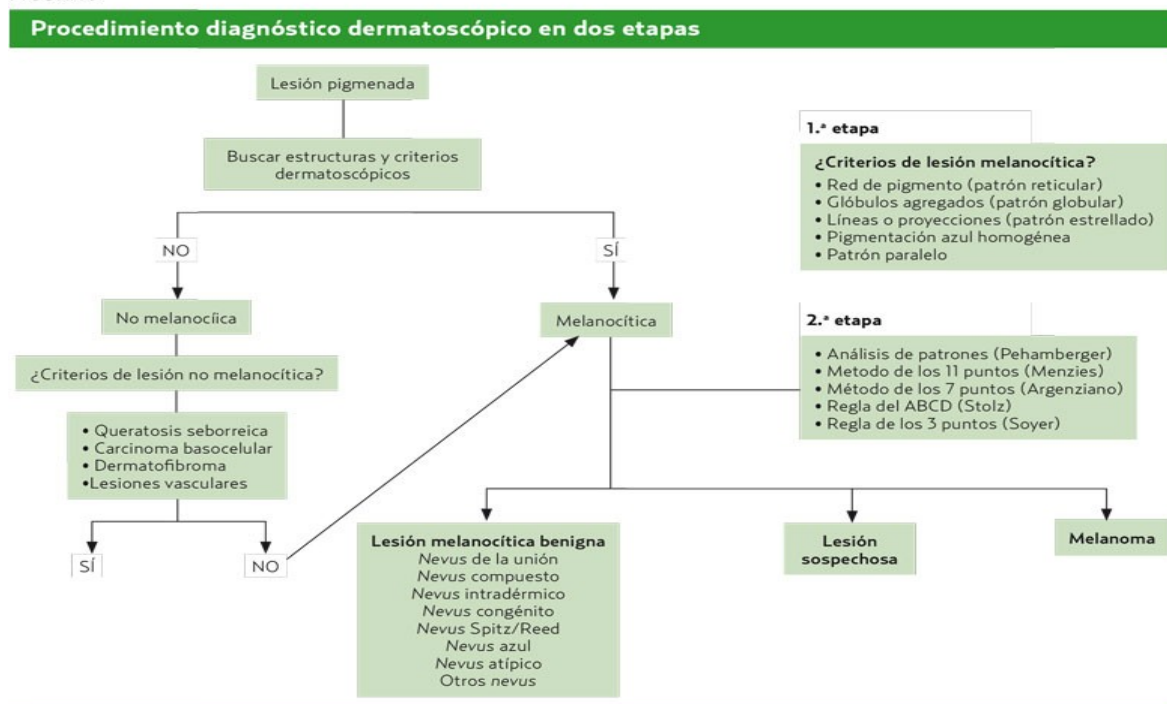 Procedimiento diagnóstico dermatoscópico en dos etapas
Lesión pigmenada
Buscar estructuras y criterios
dermatoscópicos
NO
SÍ
No melanocíica
Melanocítica
¿Criterios de lesión no melanocítica?
• Queratosis seborreica
• Carcinoma basocelular
• Dermatofibroma
•Lesiones vasculares
SÍ
NO
1.ª etapa
¿Criterios de lesión melanocítica?
• Red de pigmento (patrón reticular)
• Glóbulos agregados (patrón globular)
• Líneas o proyecciones (patrón estrellado)
• Pigmentación azul homogénea
• Patrón paralelo
2.ª etapa
• Análisis de patrones (Pehamberger)
• Metodo de los 11 puntos (Menzies)
• Método de los 7 puntos (Argenziano)
• Regla del ABCD (Stolz)
• Regla de los 3 puntos (Soyer)
Lesión melanocítica benigna
Nevus de la unión
Nevus compuesto
Nevus intradérmico
Nevus congénito
Nevus Spitz/Reed
Nevus azul
Nevus atípico
Otros nevus
Lesión
sospechosa
Melanoma